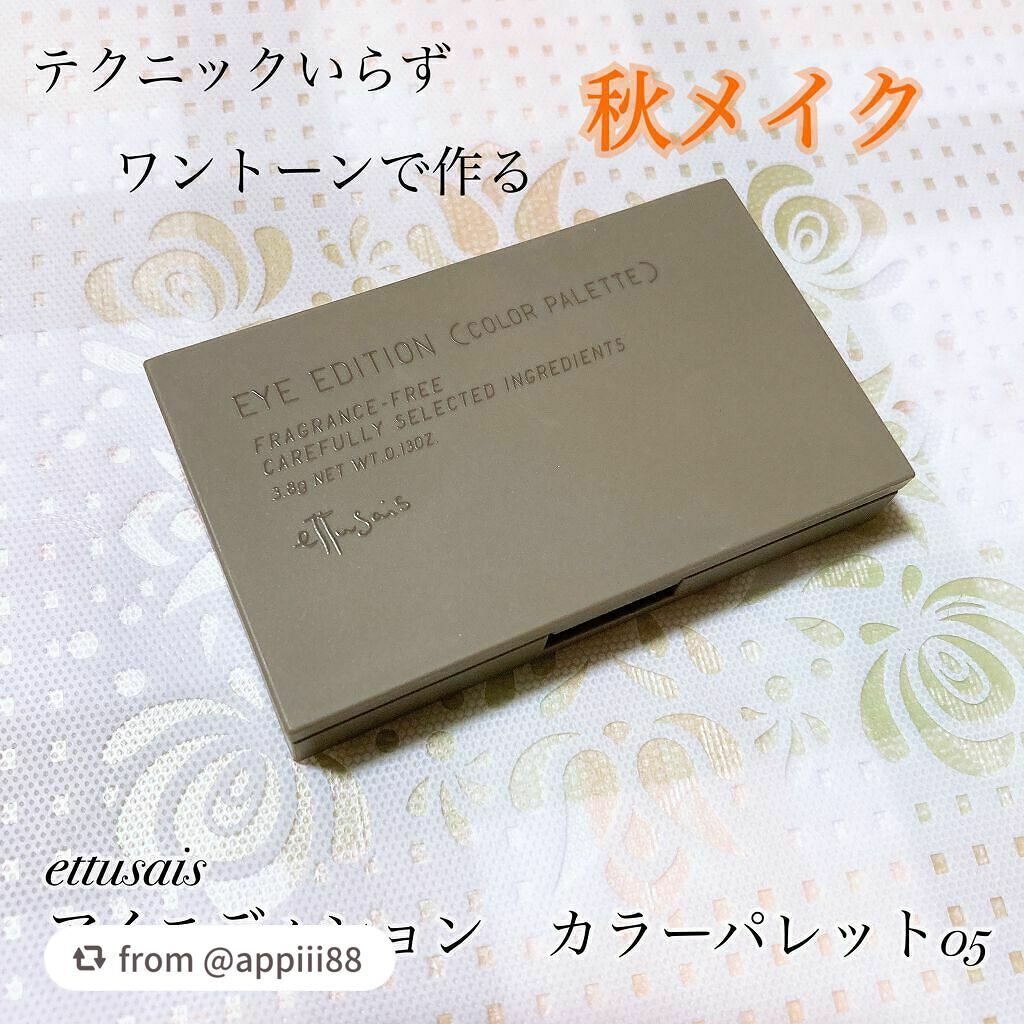 テクニックいらず
秋メイク
ワントーンで作る
EYE EDITION (COLOR PALETTE)
FRAGRANCE-FREE
CAREFULLY SELECTED INGREDIENTS
3.8g NET WT.0.13OZ.
ettusais
ettusais
カラーパレット05
from @appiii88